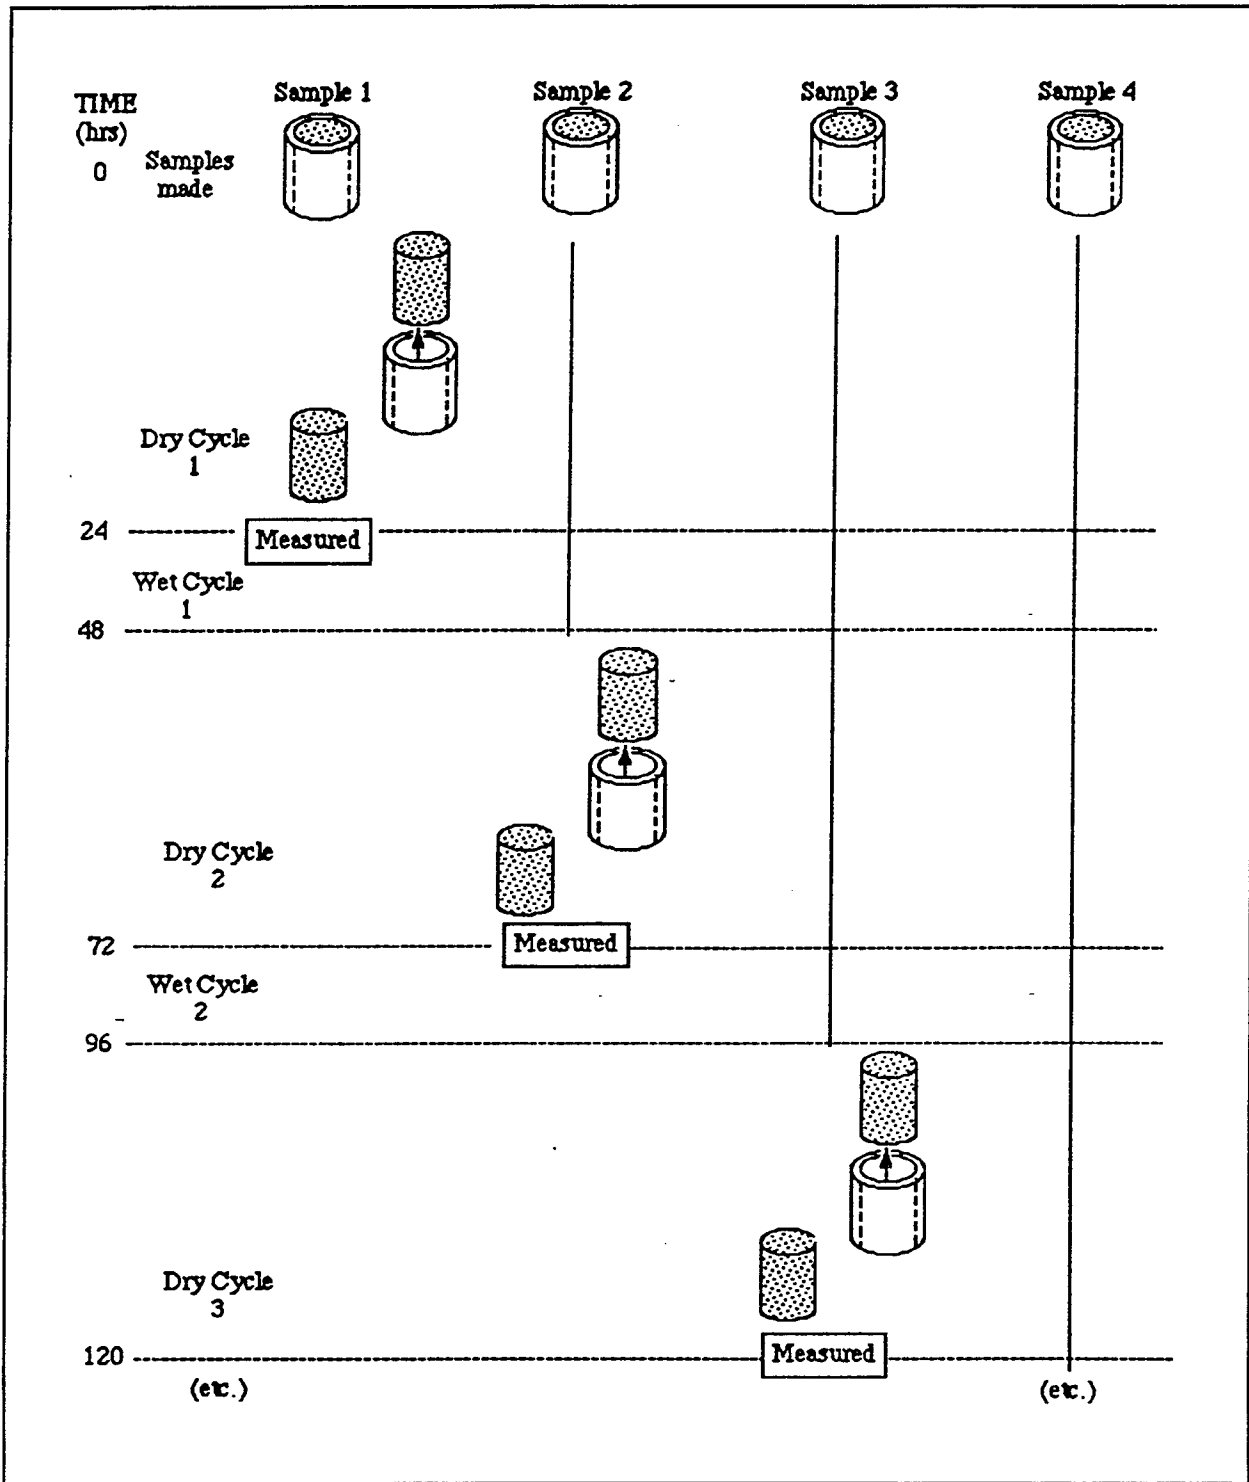 TIME
(hrs)
Sample 1
Sample 2
Sample 3
Sample 4
0
Samples
made
Dry Cycle
1
24
Measured
Wet Cycle
1
48
Dry Cycle
2
72
Measured
Wet Cycle
2
96
Dry Cycle
3
120
Measured
(etc.)
(etc.)